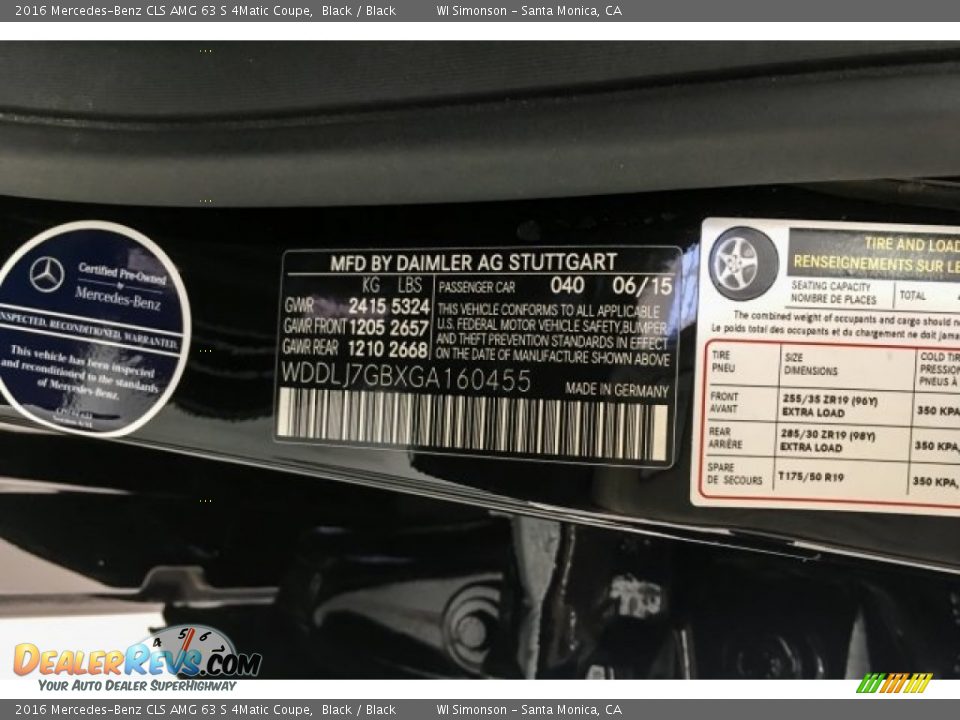 2016 Mercedes-Benz CLS AMG 63 S 4Matic Coupe,  Black / Black    WI Simonson - Santa Monica, CA
Certified Pre-Owned
by
Mercedes-Benz
INSPECTED, RECONDITIONED, WARRANTED.
This vehicle has been inspected
and reconditioned to the standards
of Mercedes-Benz.
MFD BY DAIMLER AG STUTTGART
KG LBS PASSENGER CAR 040 06/15
GVWR 2415 5324
GAWR FRONT 1205 2657
GAWR REAR 1210 2668
THIS VEHICLE CONFORMS TO ALL APPLICABLE
U.S. FEDERAL MOTOR VEHICLE SAFETY,BUMPER
AND THEFT PREVENTION STANDARDS IN EFFECT
ON THE DATE OF MANUFACTURE SHOWN ABOVE
WDDLJ7GBXGA160455 MADE IN GERMANY
TIRE AND LOAD
RENSEIGNEMENTS SUR LE
SEATING CAPACITY
NOMBRE DE PLACES
TOTAL
The combined weight of occupants and cargo should n
Le poids total des occupants et du chargement ne doit jama
TIRE
PNEU
SIZE
DIMENSIONS
COLD TIR
PRESSION
PNEUS À
FRONT
AVANT
255/35 ZR19 (96Y)
EXTRA LOAD
350 KPA,
REAR
ARRIÈRE
285/30 ZR19 (98Y)
EXTRA LOAD
350 KPA,
SPARE
DE SECOURS
T175/50 R19
350 KPA,
4 5 6
DealerRevs.com
Your Auto Dealer SuperHighway
2016 Mercedes-Benz CLS AMG 63 S 4Matic Coupe,  Black / Black    WI Simonson - Santa Monica, CA